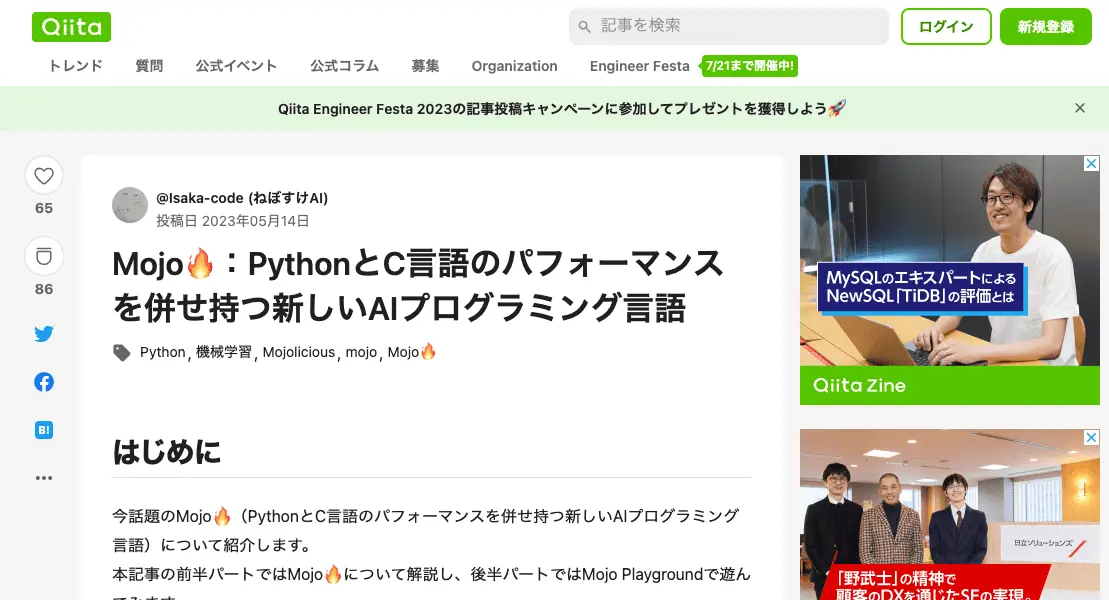 Qiita
記事を検索
ログイン
新規登録
トレンド 質問 公式イベント 公式コラム 募集 Organization Engineer Festa 7/21まで開催中!
Qiita Engineer Festa 2023の記事投稿キャンペーンに参加してプレゼントを獲得しよう🚀
65
86
B!
@Isaka-code (ねぼすけAI)
投稿日 2023年05月14日
Mojo🔥：PythonとC言語のパフォーマンス
を併せ持つ新しいAIプログラミング言語
Python, 機械学習, Mojolicious, mojo, Mojo🔥
はじめに
今話題のMojo🔥（PythonとC言語のパフォーマンスを併せ持つ新しいAIプログラミング
言語）について紹介します。
本記事の前半パートではMojo🔥について解説し、後半パートではMojo Playgroundで遊ん
MySQLのエキスパートによる
NewSQL「TiDB」の評価とは
Qiita Zine
日立ソリューションズ
「野武士」の精神で
顧客のDXを通じたSEの実現。